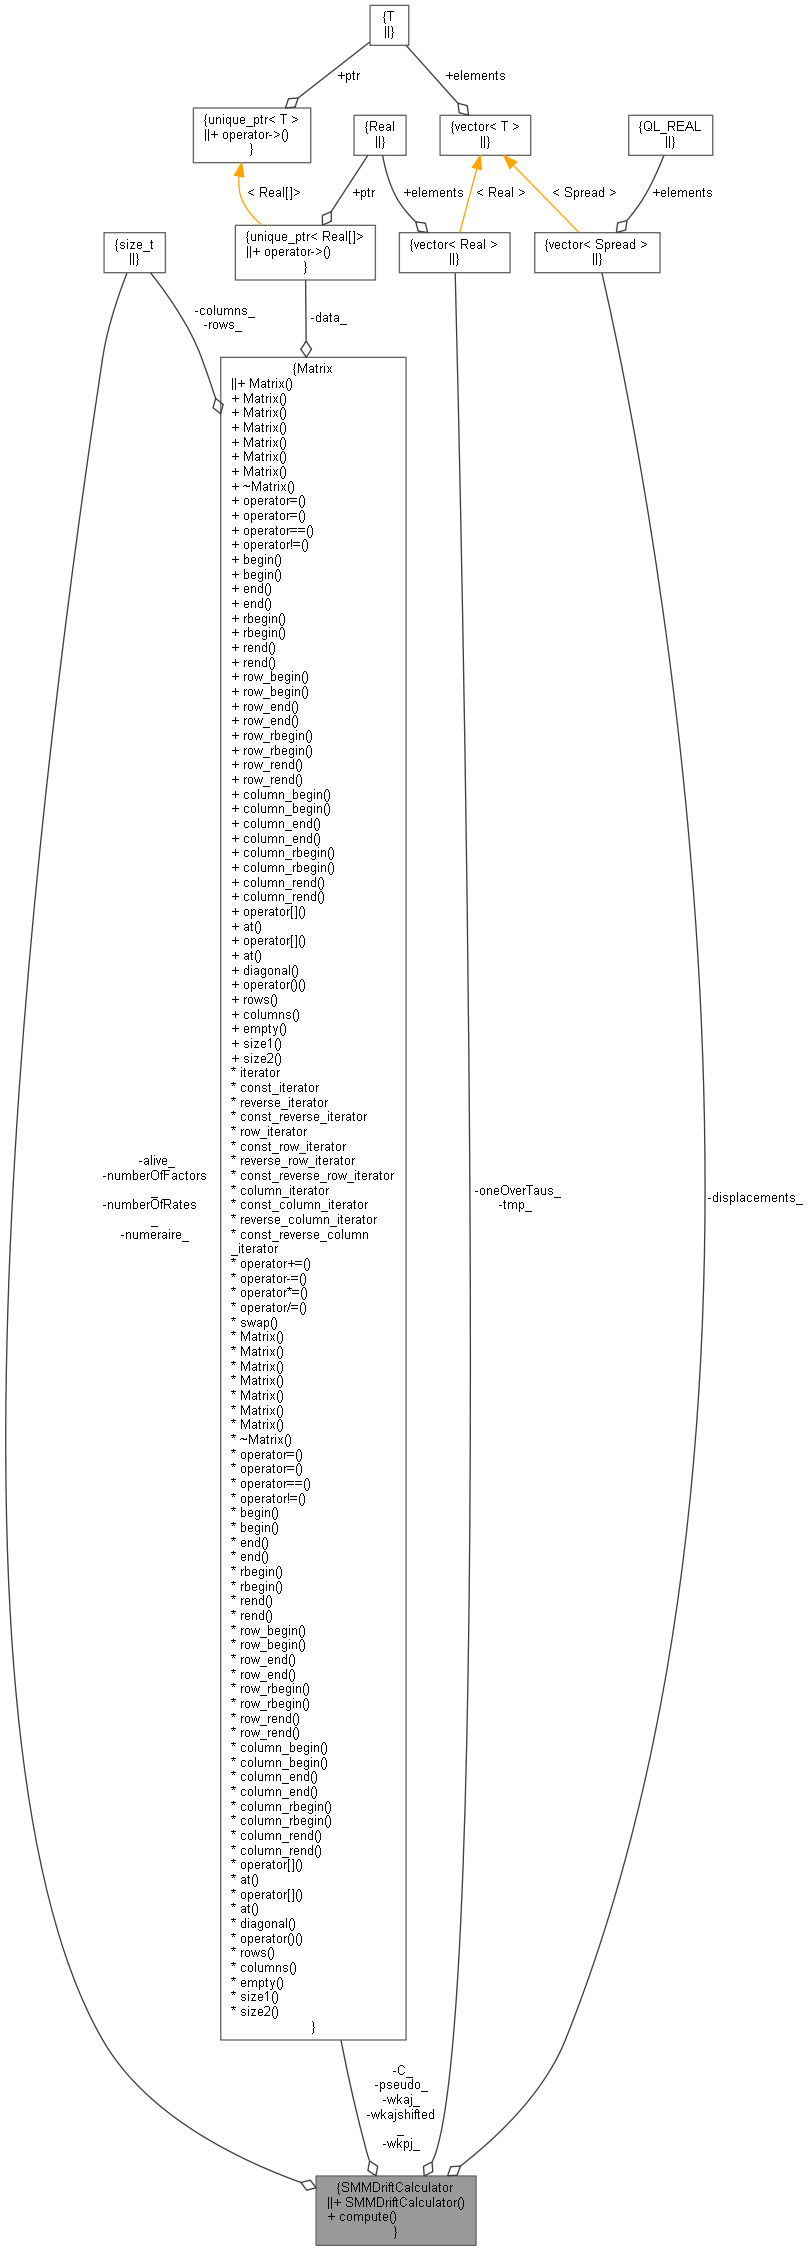 {T
||}
+ptr
+elements
{unique_ptr< T >
||+ operator->()
}
{Real
||}
{vector< T >
||}
{QL_REAL
||}
< Real[]>
+ptr
+elements
< Real >
< Spread >
+elements
{size_t
||}
{unique_ptr< Real[]>
||+ operator->()
}
{vector< Real >
||}
{vector< Spread >
||}
-columns_
-rows_
-data_
{Matrix
||+ Matrix()
+ Matrix()
+ Matrix()
+ Matrix()
+ Matrix()
+ Matrix()
+ Matrix()
+ ~Matrix()
+ operator=()
+ operator=()
+ operator==()
+ operator!=()
+ begin()
+ begin()
+ end()
+ end()
+ rbegin()
+ rbegin()
+ rend()
+ rend()
+ row_begin()
+ row_begin()
+ row_end()
+ row_end()
+ row_rbegin()
+ row_rbegin()
+ row_rend()
+ row_rend()
+ column_begin()
+ column_begin()
+ column_end()
+ column_end()
+ column_rbegin()
+ column_rbegin()
+ column_rend()
+ column_rend()
+ operator[]()
+ at()
+ operator[]()
+ at()
+ diagonal()
+ operator()()
+ rows()
+ columns()
+ empty()
+ size1()
+ size2()
* iterator
* const_iterator
* reverse_iterator
* const_reverse_iterator
* row_iterator
* const_row_iterator
* reverse_row_iterator
* const_reverse_row_iterator
* column_iterator
* const_column_iterator
* reverse_column_iterator
* const_reverse_column
_iterator
* operator+=()
* operator-=()
* operator*=()
* operator/=()
* swap()
* Matrix()
* Matrix()
* Matrix()
* Matrix()
* Matrix()
* Matrix()
* Matrix()
* ~Matrix()
* operator=()
* operator=()
* operator==()
* operator!=()
* begin()
* begin()
* end()
* end()
* rbegin()
* rbegin()
* rend()
* rend()
* row_begin()
* row_begin()
* row_end()
* row_end()
* row_rbegin()
* row_rbegin()
* row_rend()
* row_rend()
* column_begin()
* column_begin()
* column_end()
* column_end()
* column_rbegin()
* column_rbegin()
* column_rend()
* column_rend()
* operator[]()
* at()
* operator[]()
* at()
* diagonal()
* operator()()
* rows()
* columns()
* empty()
* size1()
* size2()
}
-alive_
-numberOfFactors
_
-numberOfRates
_
-numeraire_
-oneOverTaus_
-tmp_
-displacements_
-C_
-pseudo_
-wkaj_
-wkajshifted
_
-wkpj_
{SMMDriftCalculator
||+ SMMDriftCalculator()
+ compute()
}